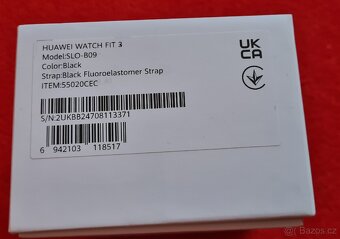 HUAWEI WATCH FIT 3
Model:SLO-B09
Color:Black
Strap:Black Fluoroelastomer Strap
ITEM:55020CEC
UK
CA
S/N:2UKBB24708113371
6 942103 118517
Bazos.cz